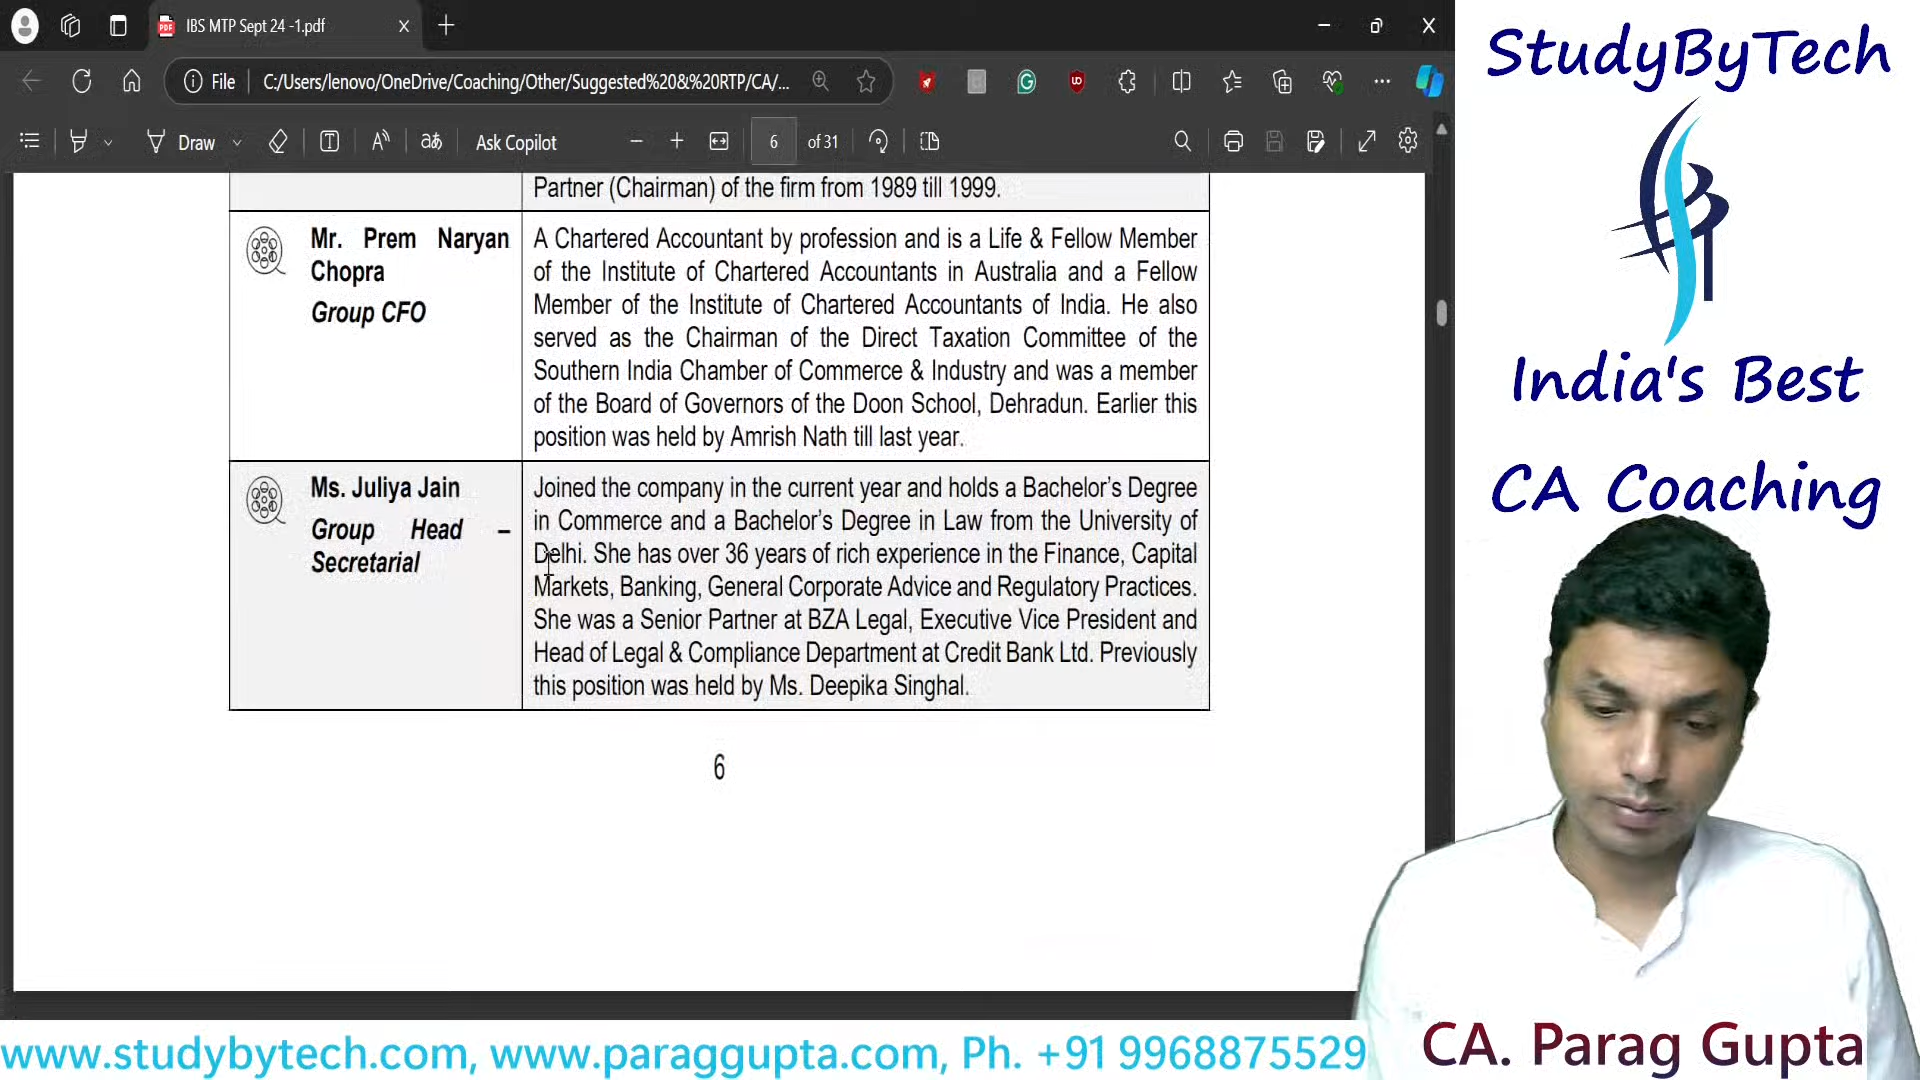 IBS MTP Sept 24 -1.pdf
File
C:/Users/lenovo/OneDrive/Coaching/Other/Suggested%20&%20RTP/CA/...
Draw
Ask Copilot
6
of 31
Partner (Chairman) of the firm from 1989 till 1999.
Mr. Prem Naryan
Chopra
Group CFO
A Chartered Accountant by profession and is a Life & Fellow Member
of the Institute of Chartered Accountants in Australia and a Fellow
Member of the Institute of Chartered Accountants of India. He also
served as the Chairman of the Direct Taxation Committee of the
Southern India Chamber of Commerce & Industry and was a member
of the Board of Governors of the Doon School, Dehradun. Earlier this
position was held by Amrish Nath till last year.
Ms. Juliya Jain
Group Head –
Secretarial
Joined the company in the current year and holds a Bachelor's Degree
in Commerce and a Bachelor's Degree in Law from the University of
Delhi. She has over 36 years of rich experience in the Finance, Capital
Markets, Banking, General Corporate Advice and Regulatory Practices.
She was a Senior Partner at BZA Legal, Executive Vice President and
Head of Legal & Compliance Department at Credit Bank Ltd. Previously
this position was held by Ms. Deepika Singhal.
6
StudyByTech
India's Best
CA Coaching
www.studybytech.com, www.paraggupta.com, Ph. +91 9968875529
CA. Parag Gupta